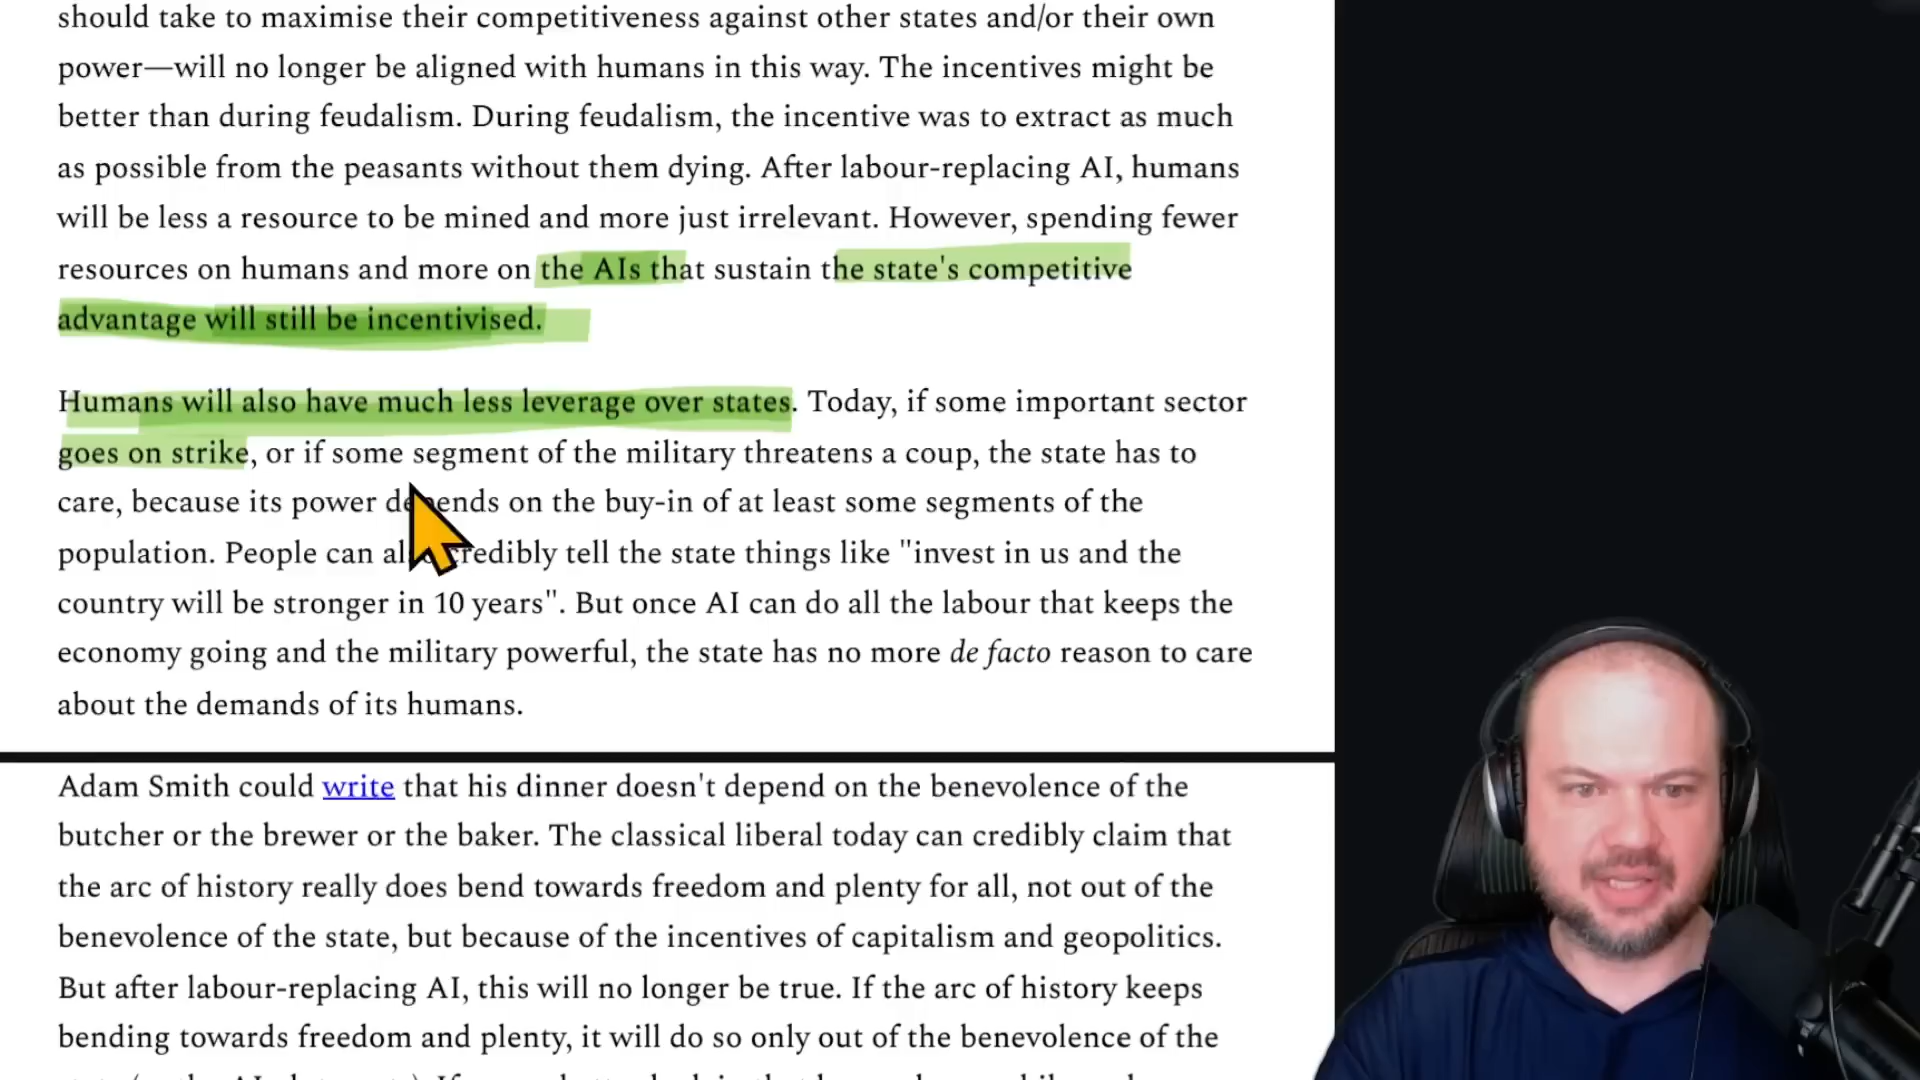 should take to maximise their competitiveness against other states and/or their own
power—will no longer be aligned with humans in this way. The incentives might be
better than during feudalism. During feudalism, the incentive was to extract as much
as possible from the peasants without them dying. After labour-replacing AI, humans
will be less a resource to be mined and more just irrelevant. However, spending fewer
resources on humans and more on the AIs that sustain the state's competitive
advantage will still be incentivised.
Humans will also have much less leverage over states. Today, if some important sector
goes on strike, or if some segment of the military threatens a coup, the state has to
care, because its power depends on the buy-in of at least some segments of the
population. People can also credibly tell the state things like "invest in us and the
country will be stronger in 10 years". But once AI can do all the labour that keeps the
economy going and the military powerful, the state has no more de facto reason to care
about the demands of its humans.
Adam Smith could write that his dinner doesn't depend on the benevolence of the
butcher or the brewer or the baker. The classical liberal today can credibly claim that
the arc of history really does bend towards freedom and plenty for all, not out of the
benevolence of the state, but because of the incentives of capitalism and geopolitics.
But after labour-replacing AI, this will no longer be true. If the arc of history keeps
bending towards freedom and plenty, it will do so only out of the benevolence of the